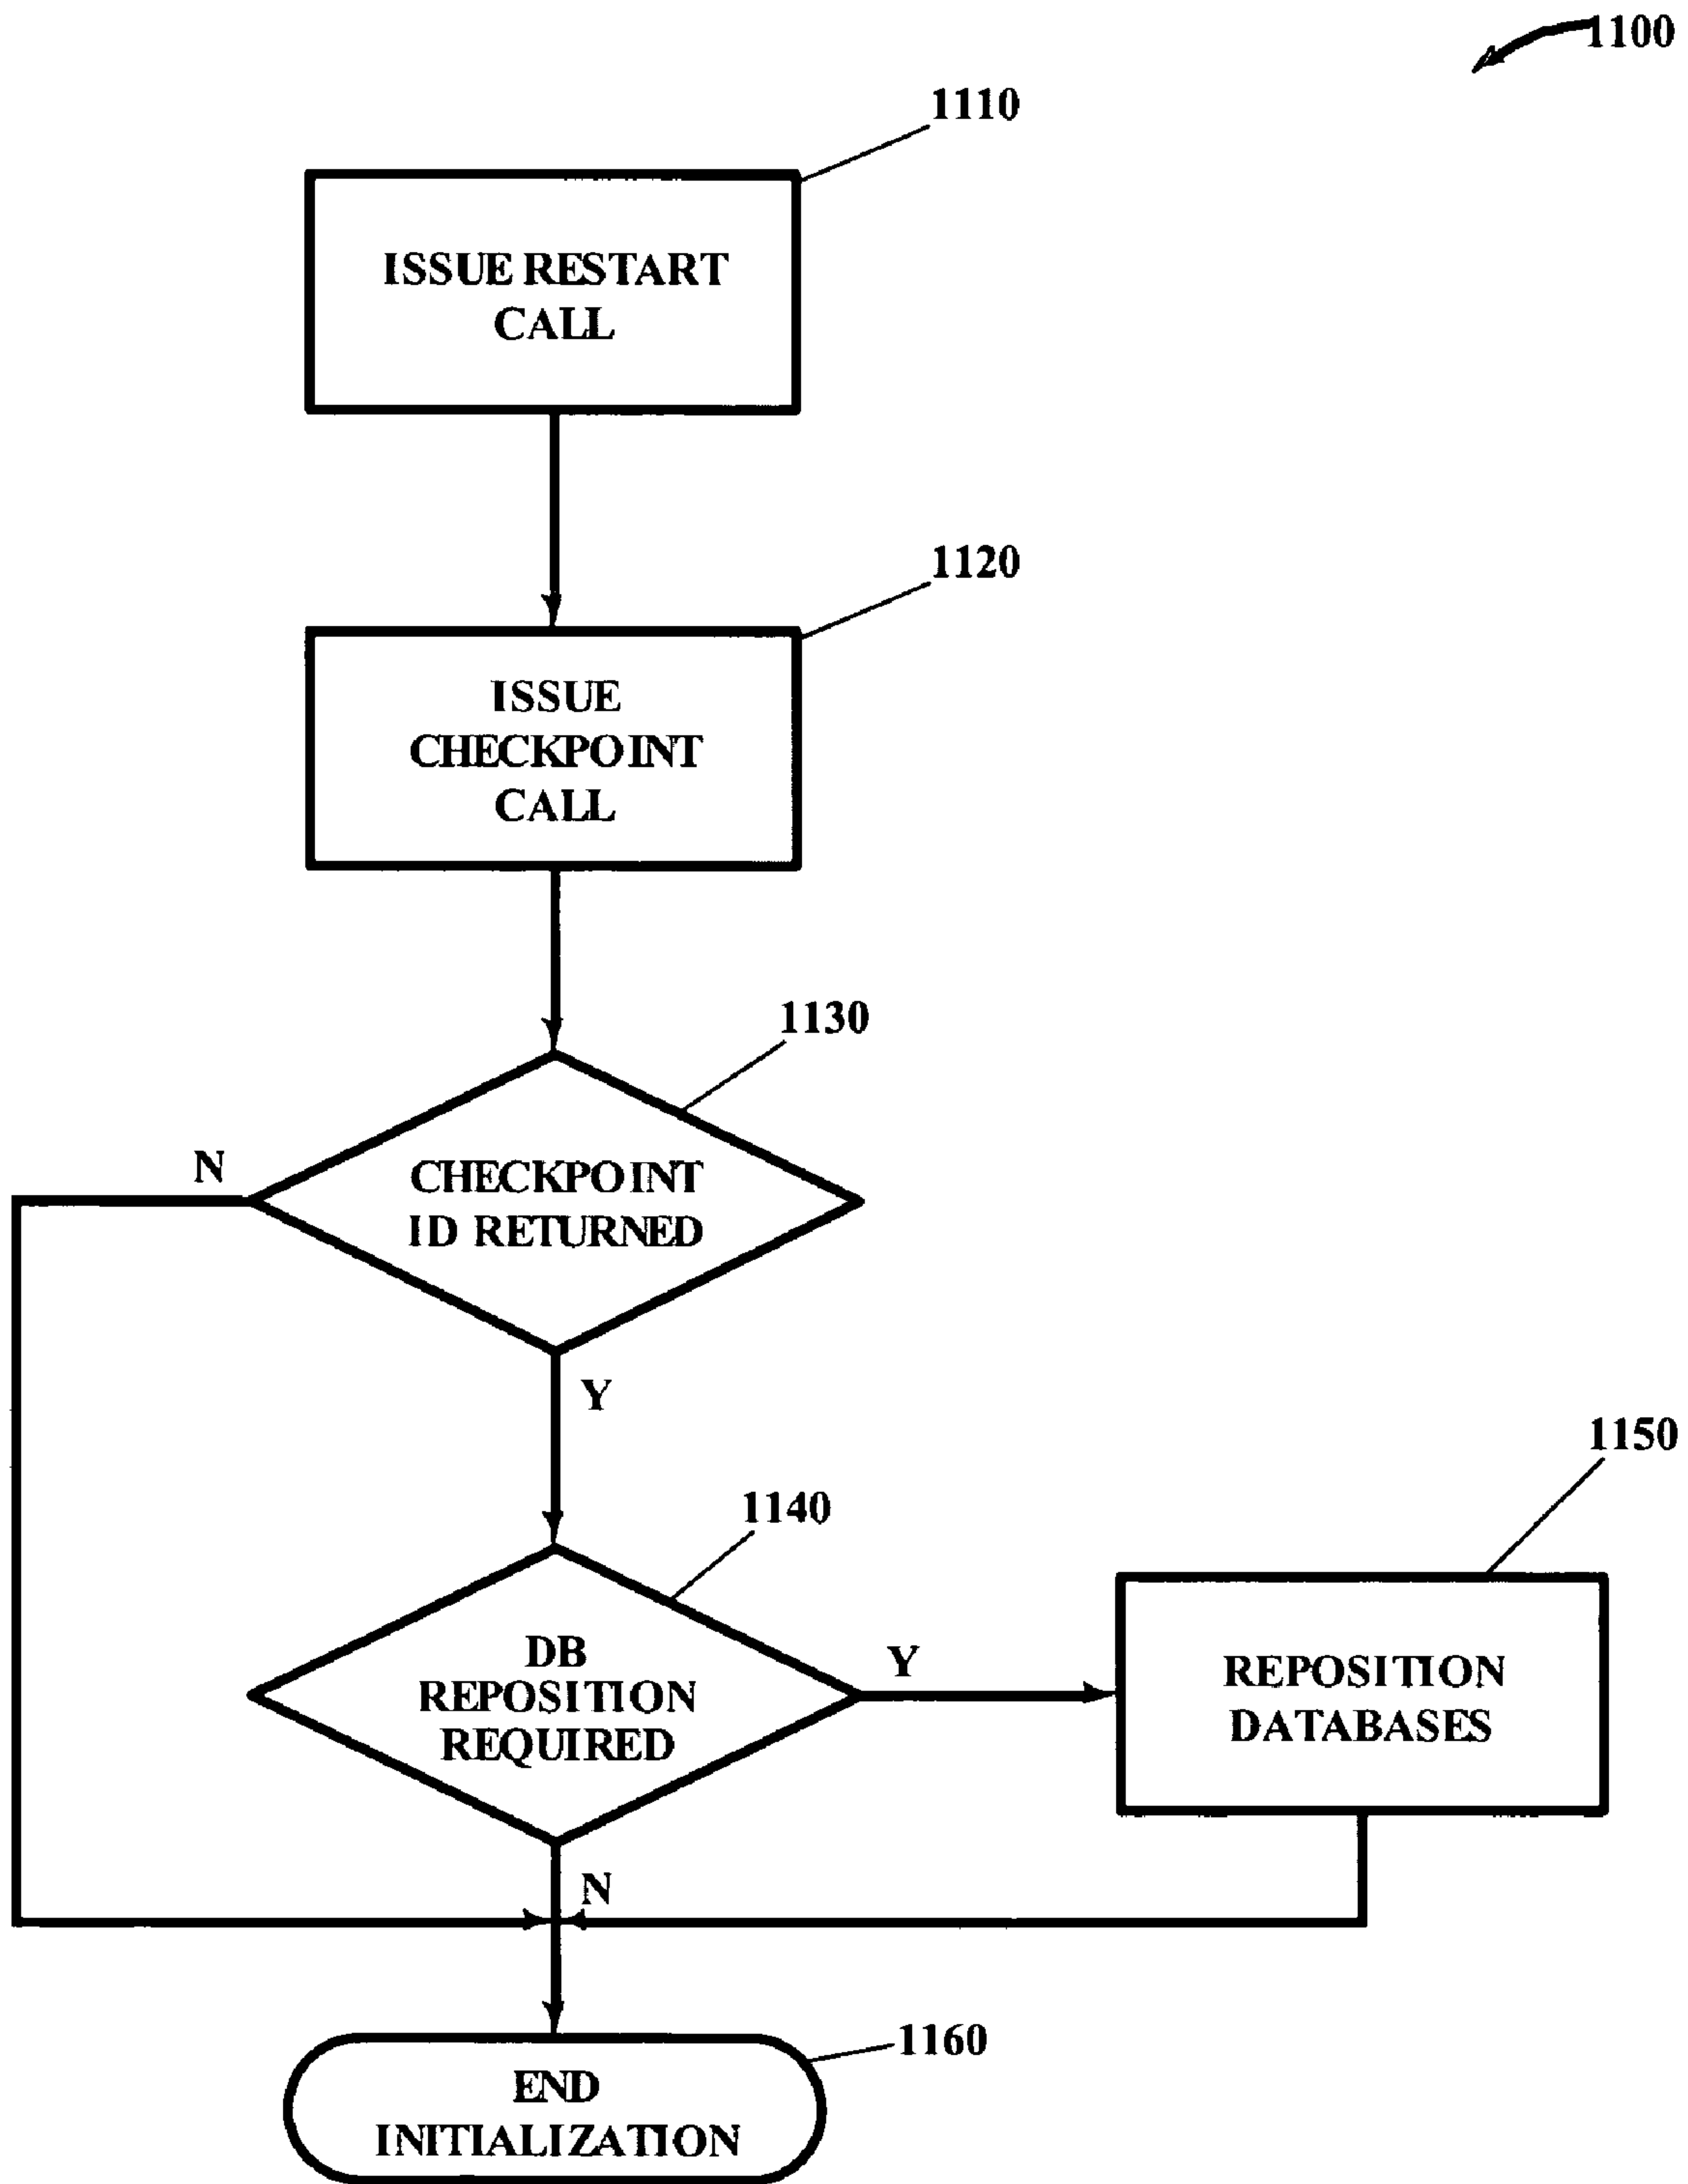 1100
1110
ISSUE RESTART
CALL
1120
ISSUE
CHECKPOINT
CALL
1130
N
CHECKPOINT
ID RETURNED
Y
1140
1150
DB
REPOSITION
REQUIRED
Y
REPOSITION
DATABASES
N
1160
END
INITIALIZATION